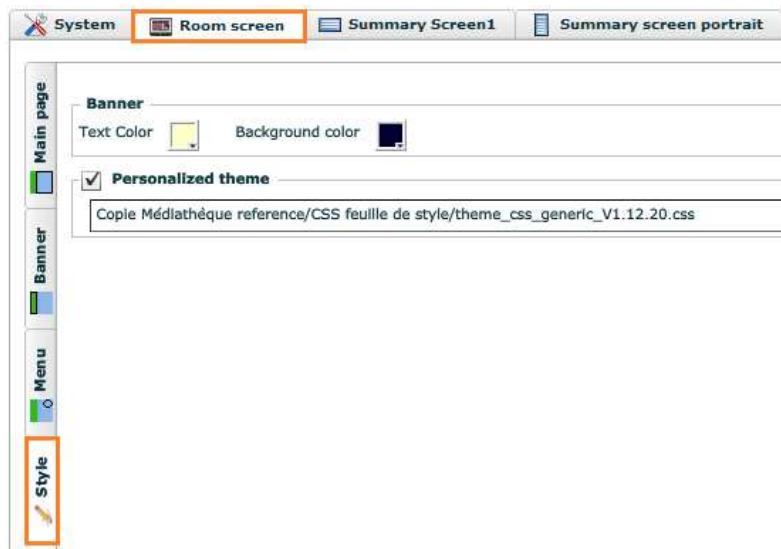 System
Room screen
Summary Screen1
Summary screen portrait
Main page
Banner
Menu
Style
Banner
Text Color
Background color
Personalized theme
Copie Médiathèque reference/CSS feuille de style/theme_css_generic_V1.12.20.css